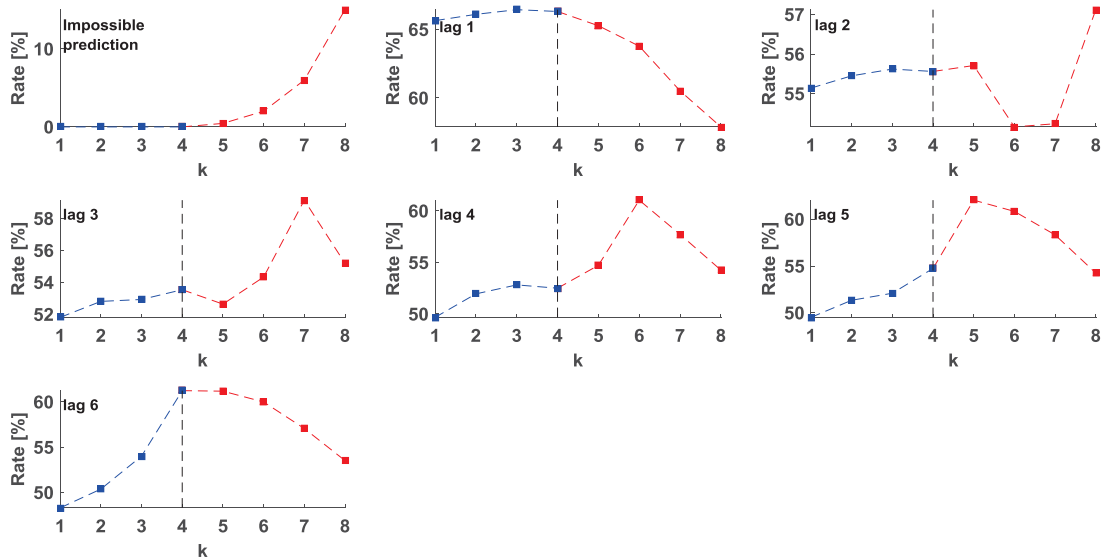 Impossible
prediction
Rate [%]
10
0
1 2 3 4 5 6 7 8
k
lag 1
Rate [%]
65
60
1 2 3 4 5 6 7 8
k
lag 2
Rate [%]
57
56
55
1 2 3 4 5 6 7 8
k
lag 3
Rate [%]
58
56
54
52
1 2 3 4 5 6 7 8
k
lag 4
Rate [%]
60
55
50
1 2 3 4 5 6 7 8
k
lag 5
Rate [%]
60
55
50
1 2 3 4 5 6 7 8
k
lag 6
Rate [%]
60
55
50
1 2 3 4 5 6 7 8
k